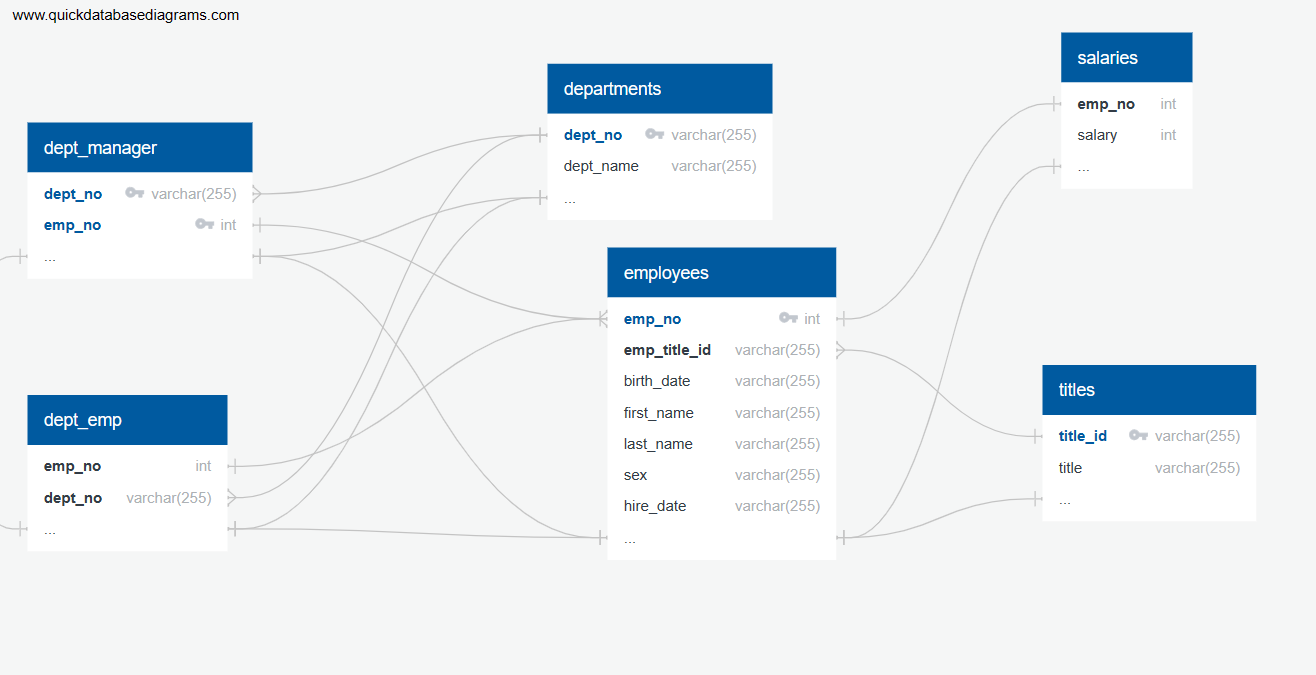 www.quickdatabasediagrams.com
dept_manager
dept_no varchar(255)
emp_no int
...
departments
dept_no varchar(255)
dept_name varchar(255)
...
salaries
emp_no int
salary int
...
employees
emp_no int
emp_title_id varchar(255)
birth_date varchar(255)
first_name varchar(255)
last_name varchar(255)
sex varchar(255)
hire_date varchar(255)
...
dept_emp
emp_no int
dept_no varchar(255)
...
titles
title_id varchar(255)
title varchar(255)
...